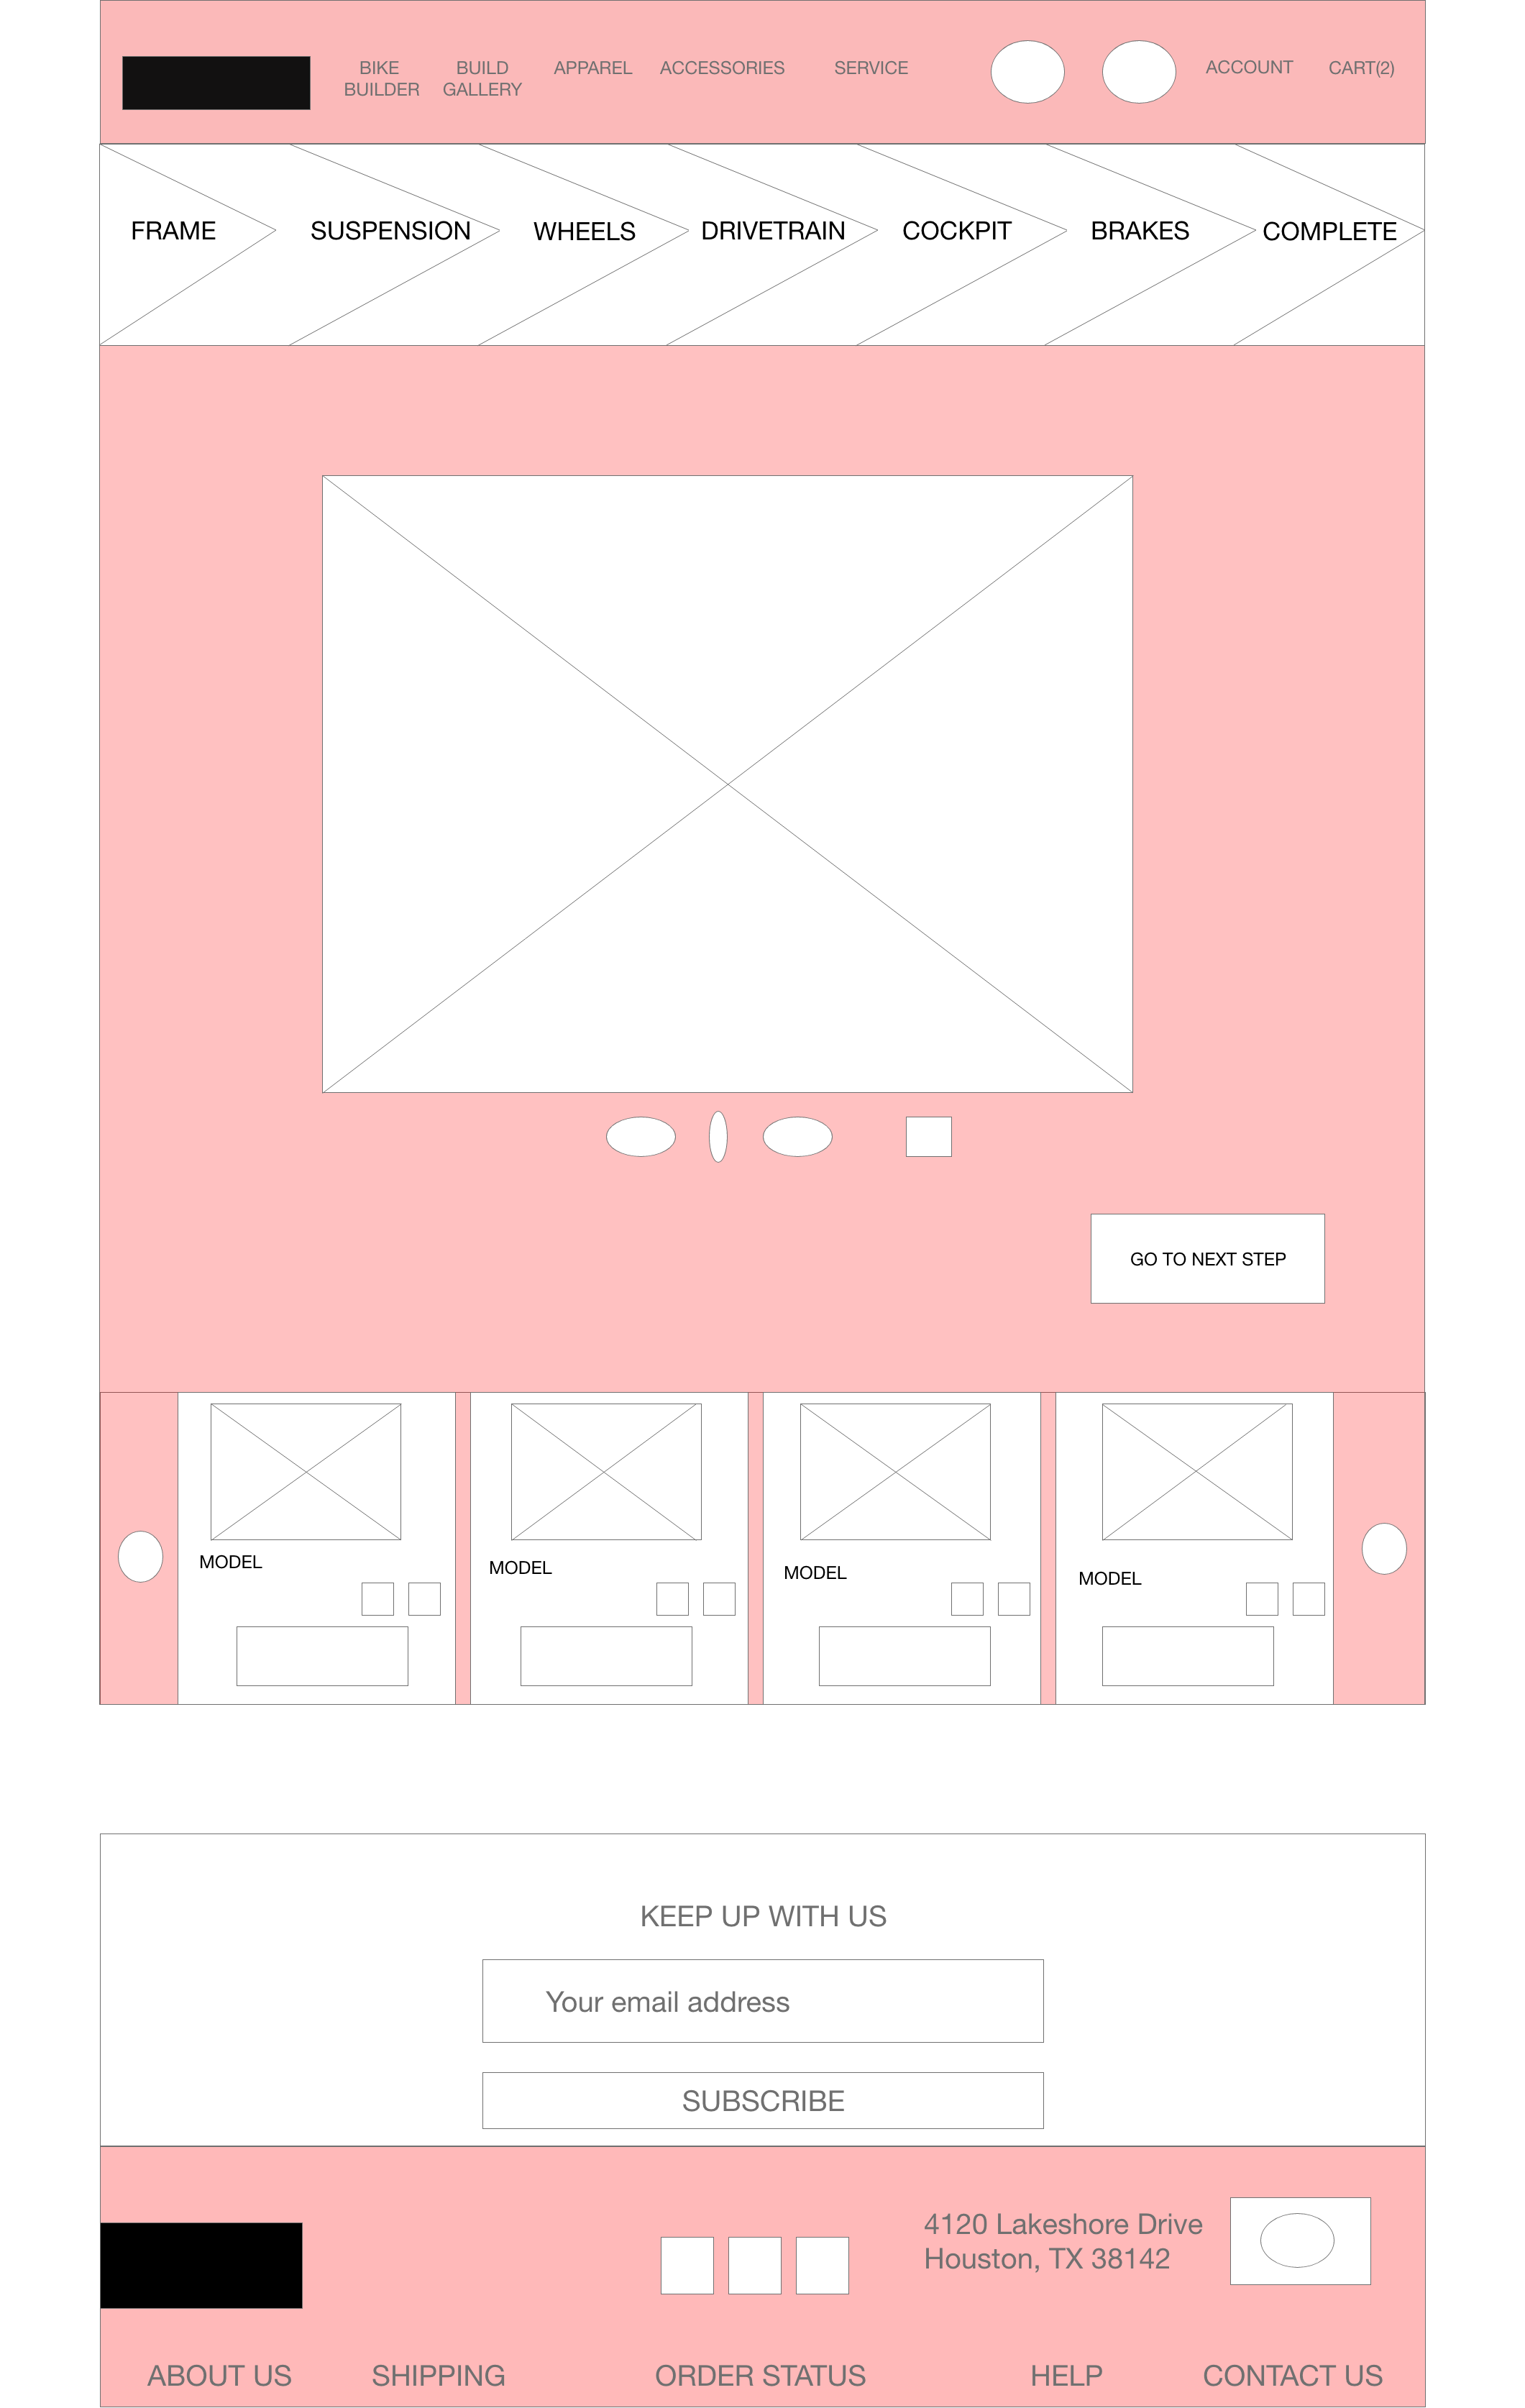 BIKE
BUILDER
BUILD
GALLERY
APPAREL
ACCESSORIES
SERVICE
ACCOUNT
CART(2)
FRAME
SUSPENSION
WHEELS
DRIVETRAIN
COCKPIT
BRAKES
COMPLETE
GO TO NEXT STEP
MODEL
MODEL
MODEL
MODEL
KEEP UP WITH US
Your email address
SUBSCRIBE
4120 Lakeshore Drive
Houston, TX 38142
ABOUT US
SHIPPING
ORDER STATUS
HELP
CONTACT US